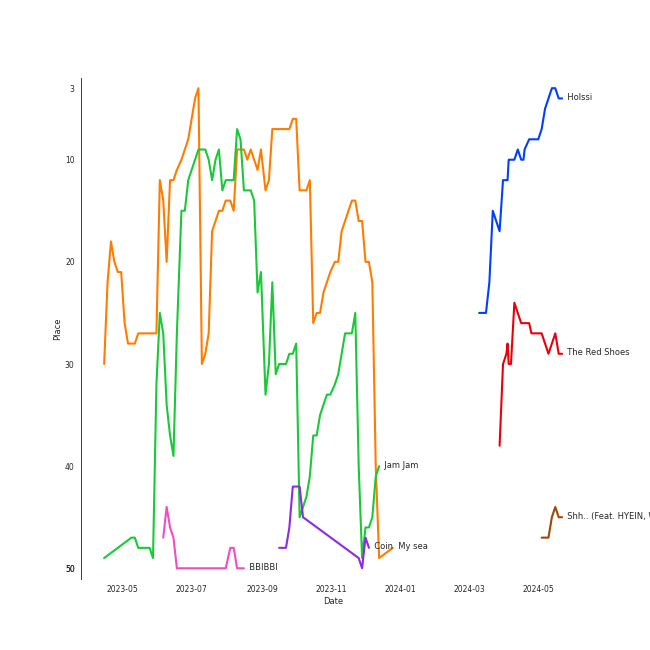 3
Holssi
10
20
Place
The Red Shoes
30
40
Jam Jam
Shh.. (Feat. HYEIN,
Coin My sea
50
BBIBBI
2023-05 2023-07 2023-09 2023-11 2024-01 2024-03 2024-05
Date